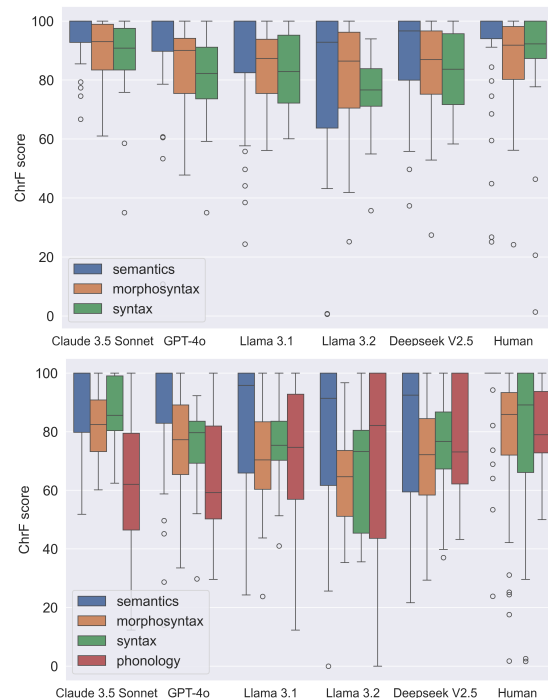 100
80
60
40
20
0
ChrF score
semantics
morphosyntax
syntax
Claude 3.5 Sonnet GPT-4o Llama 3.1 Llama 3.2 Deepseek V2.5 Human
100
80
60
40
20
0
ChrF score
semantics
morphosyntax
syntax
phonology
Claude 3.5 Sonnet GPT-4o Llama 3.1 Llama 3.2 Deepseek V2.5 Human